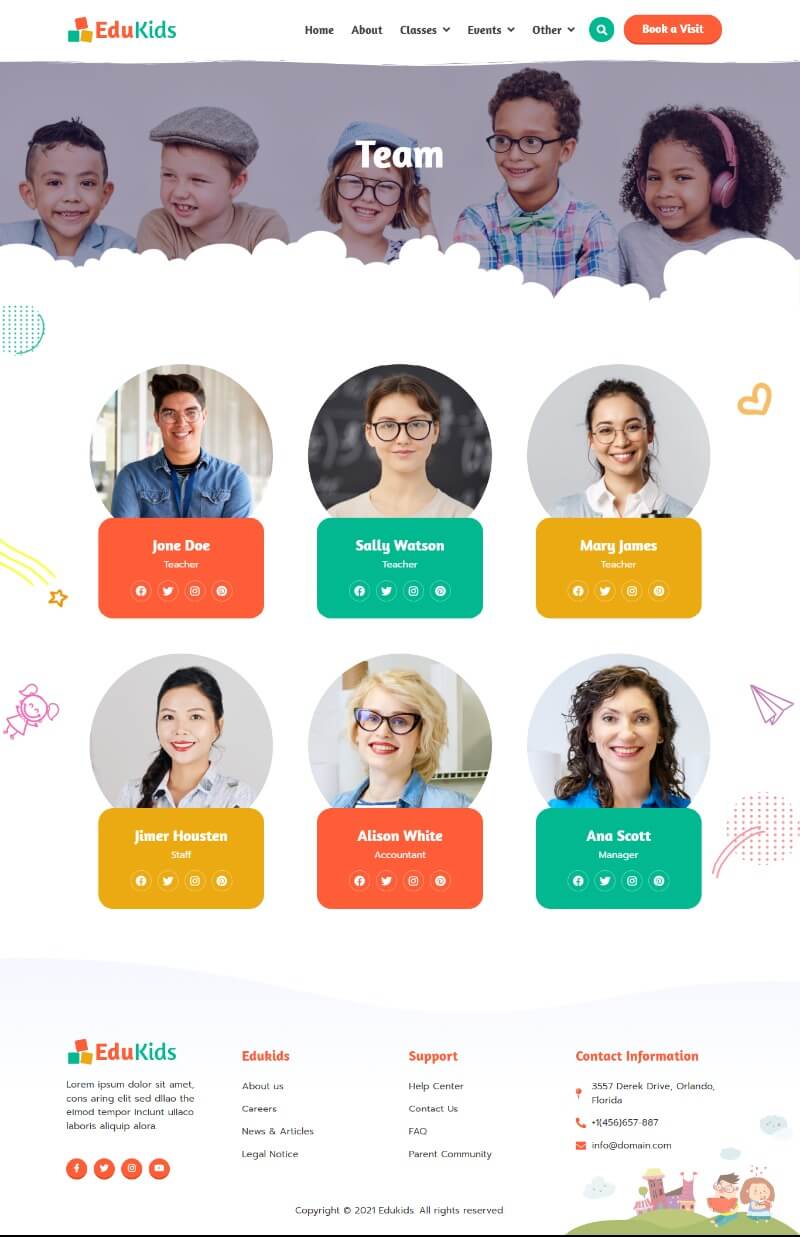 EduKids
Home About Classes Events Other Book a Visit
Team
Jone Doe
Teacher
Sally Watson
Teacher
Mary James
Teacher
Jimer Housten
Staff
Alison White
Accountant
Ana Scott
Manager
EduKids
Lorem ipsum dolor sit amet,
cons aring elit sed dllao the
eimod tempor inciunt ullaco
laboris aliquip alora.
Edukids
About us
Careers
News & Articles
Legal Notice
Support
Help Center
Contact Us
FAQ
Parent Community
Contact Information
3557 Derek Drive, Orlando,
Florida
+1(456)657-887
info@domain.com
Copyright © 2021 Edukids. All rights reserved